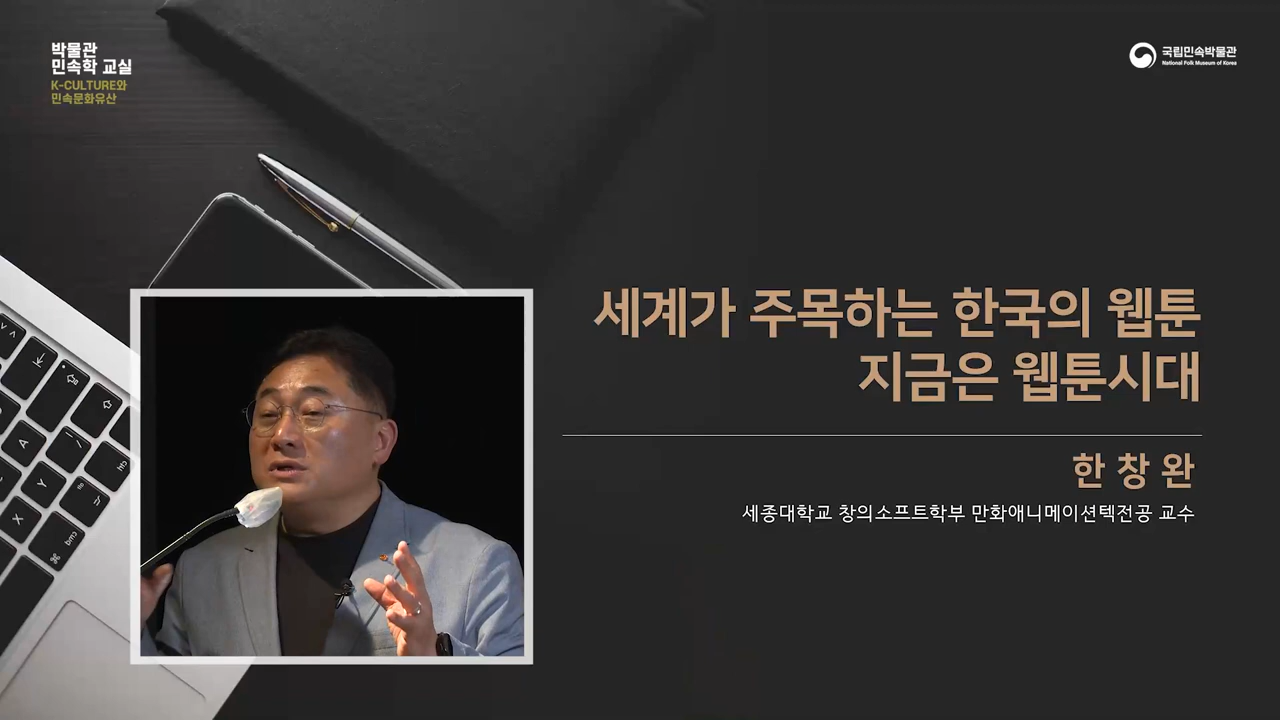 박물관
민속학 교실
K-CULTURE와
민속문화유산
국립민속박물관
National Folk Museum of Korea
세계가 주목하는 한국의 웹툰
지금은 웹툰시대
한창완
세종대학교 창의소프트학부 만화애니메이션텍전공 교수